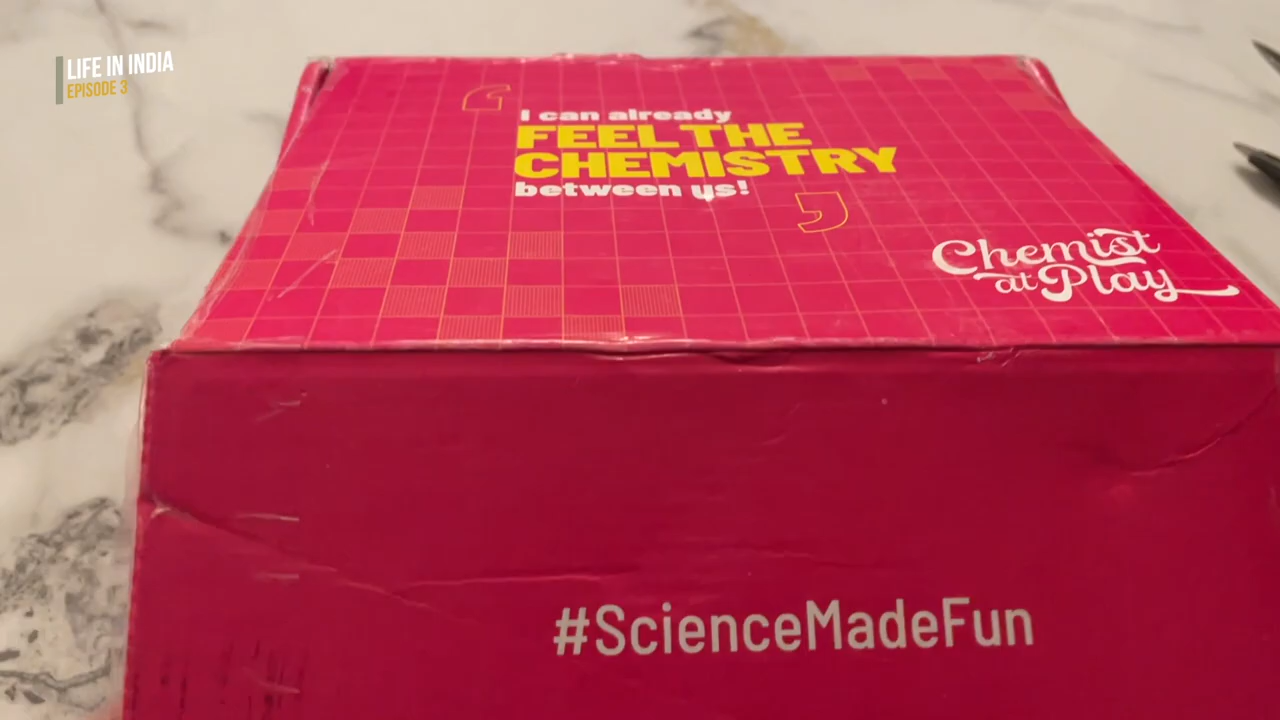 LIFE IN INDIA
EPISODE 3
“
I can already
FEEL THE
CHEMISTRY
between us!
”
Chemist
at Play
#ScienceMadeFun